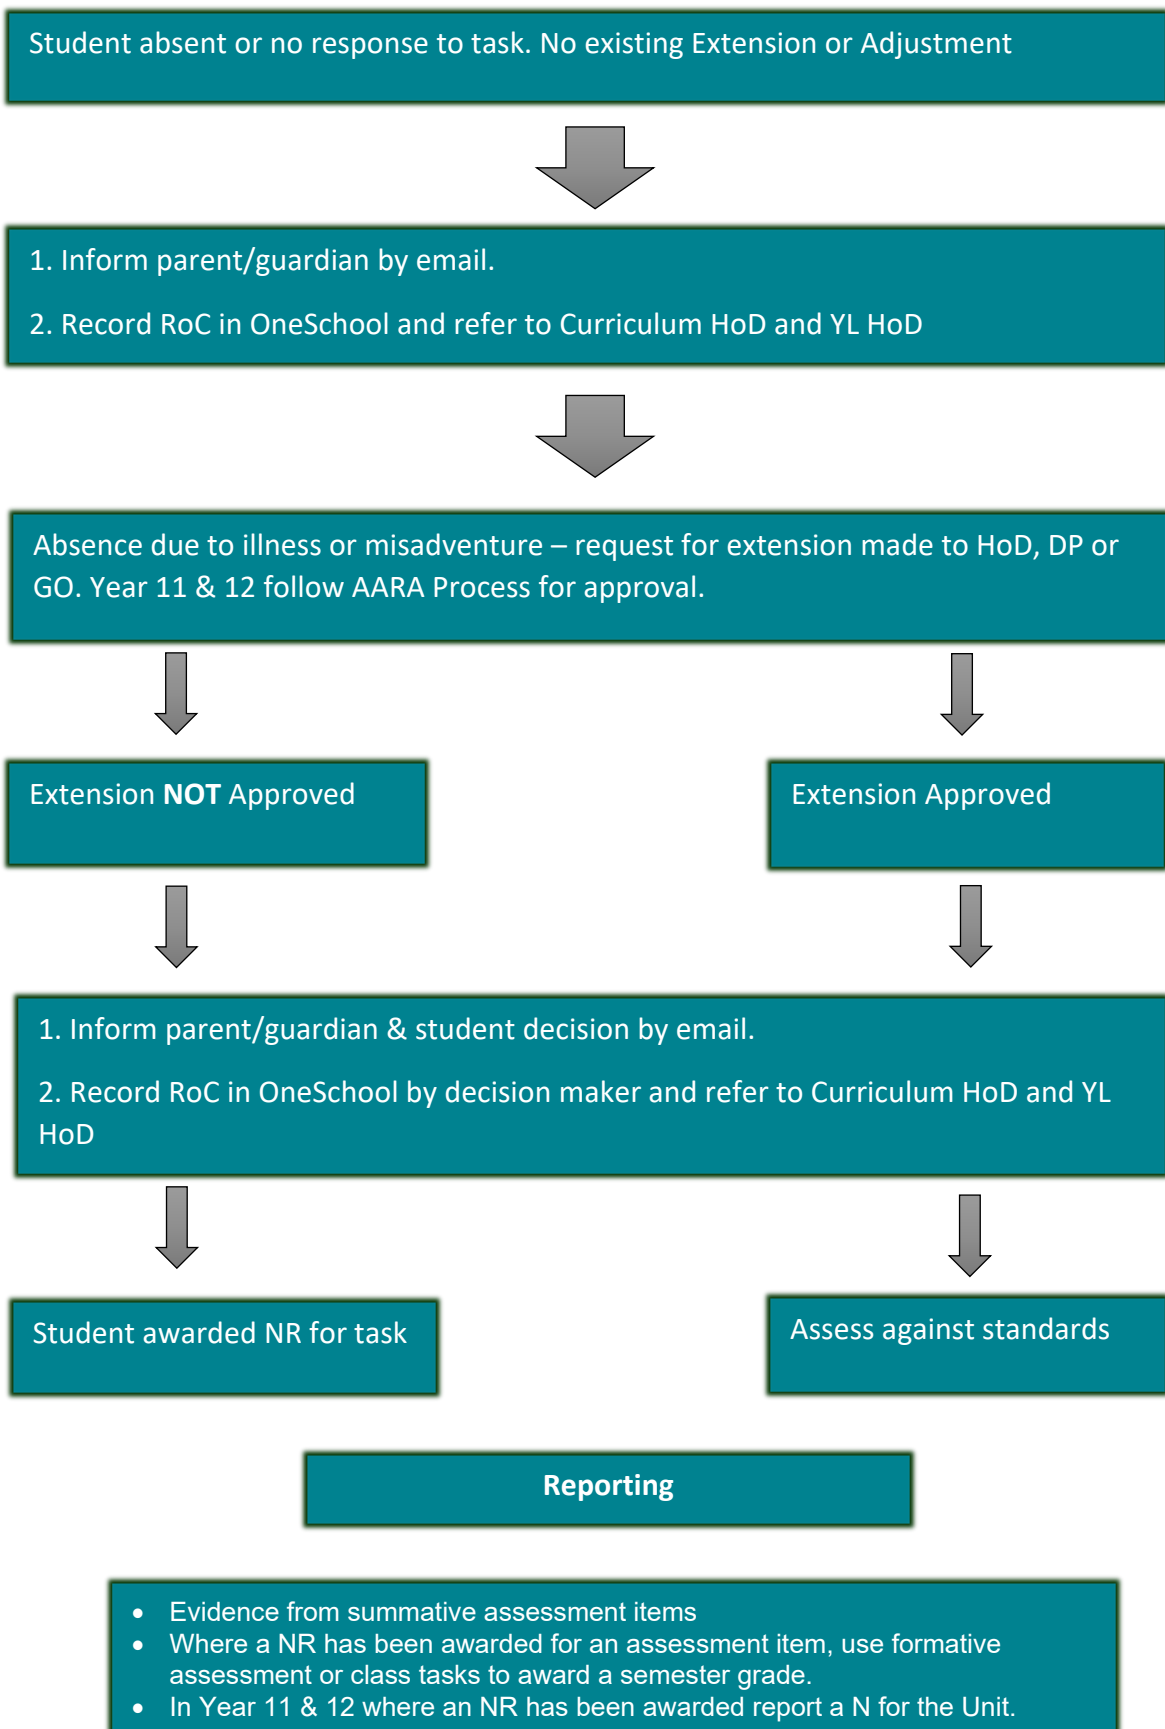 Student absent or no response to task. No existing Extension or Adjustment
1. Inform parent/guardian by email.
2. Record RoC in OneSchool and refer to Curriculum HoD and YL HoD
Absence due to illness or misadventure – request for extension made to HoD, DP or
GO. Year 11 & 12 follow AARA Process for approval.
Extension NOT Approved
Extension Approved
1. Inform parent/guardian & student decision by email.
2. Record RoC in OneSchool by decision maker and refer to Curriculum HoD and YL
HoD
Student awarded NR for task
Assess against standards
Reporting
• Evidence from summative assessment items
• Where a NR has been awarded for an assessment item, use formative
assessment or class tasks to award a semester grade.
• In Year 11 & 12 where an NR has been awarded report a N for the Unit.